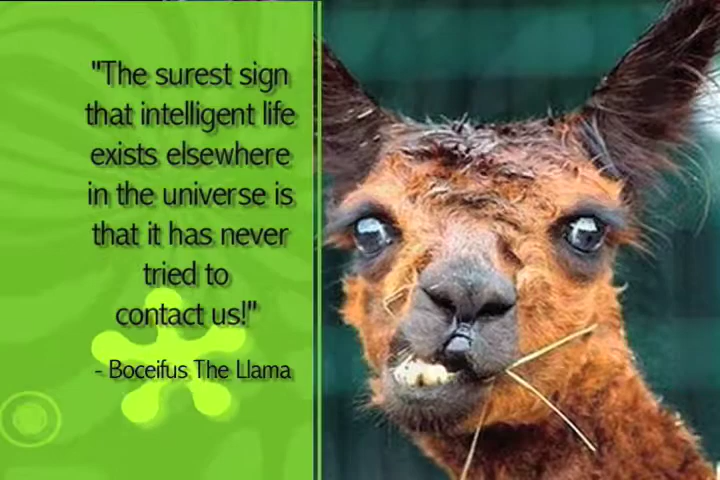 "The surest sign
that intelligent life
exists elsewhere
in the universe is
that it has never
tried to
contact us!"
- Boceifus The Llama